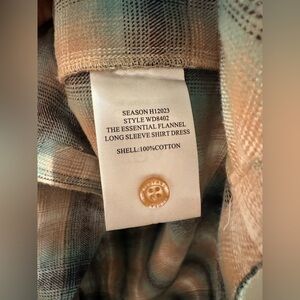 SEASON H12023
STYLE WD8402
THE ESSENTIAL FLANNEL
LONG SLEEVE SHIRT DRESS
SHELL:100%COTTON